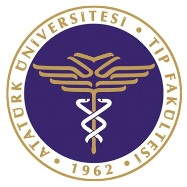 ATATÜRK ÜNİVERSİTESİ • TIP FAKÜLTESİ •
1962